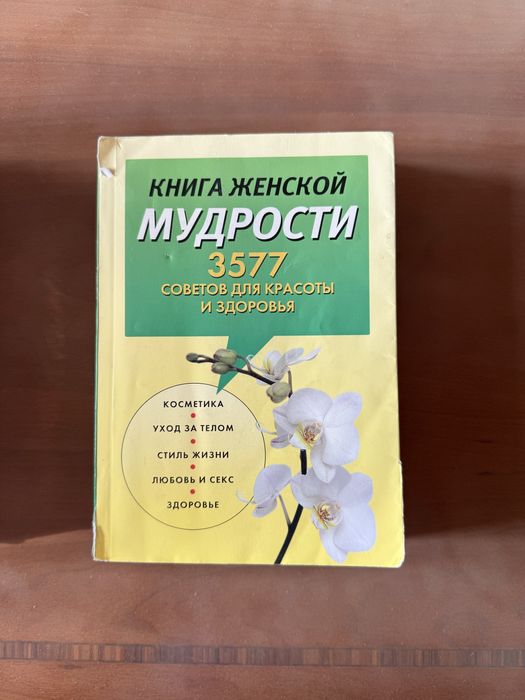 КНИГА ЖЕНСКОЙ
МУДРОСТИ
3577
СОВЕТОВ ДЛЯ КРАСОТЫ
И ЗДОРОВЬЯ
КОСМЕТИКА
УХОД ЗА ТЕЛОМ
СТИЛЬ ЖИЗНИ
ЛЮБОВЬ И СЕКС
ЗДОРОВЬЕ